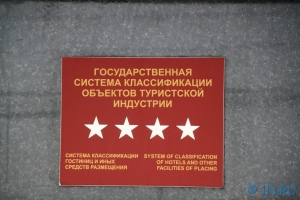 ГОСУДАРСТВЕННАЯ
СИСТЕМА КЛАССИФИКАЦИИ
ОБЪЕКТОВ ТУРИСТСКОЙ
ИНДУСТРИИ
СИСТЕМА КЛАССИФИКАЦИИ
ГОСТИНИЦ И ИНЫХ
СРЕДСТВ РАЗМЕЩЕНИЯ
SYSTEM OF CLASSIFICATION
OF HOTELS AND OTHER
FACILITIES OF PLACING